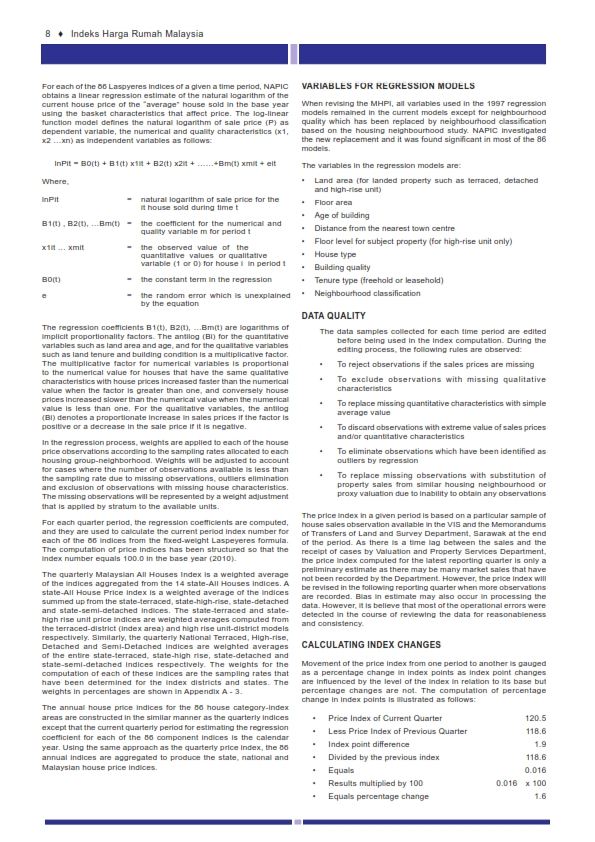 8 ♦ Indeks Harga Rumah Malaysia
For each of the 86 Laspyeres indices of a given a time period, NAPIC
obtains a linear regression estimate of the natural logarithm of the
current house price of the “average” house sold in the base year
using the basket characteristics that affect price. The log-linear
function model defines the natural logarithm of sale price (P) as
dependent variable, the numerical and quality characteristics (x1,
x2 …xn) as independent variables as follows:
lnPit = B0(t) + B1(t) x1it + B2(t) x2it + ……+Bm(t) xmit + eit
Where,
lnPit = natural logarithm of sale price for the
it house sold during time t
B1(t) , B2(t), …Bm(t) = the coefficient for the numerical and
quality variable m for period t
x1it … xmit = the observed value of the
quantitative values or qualitative
variable (1 or 0) for house i in period t
B0(t) = the constant term in the regression
e = the random error which is unexplained
by the equation
The regression coefficients B1(t), B2(t), ...Bm(t) are logarithms of
implicit proportionality factors. The antilog (Bi) for the quantitative
variables such as land area and age, and for the qualitative variables
such as land tenure and building condition is a multiplicative factor.
The multiplicative factor for numerical variables is proportional
to the numerical value for houses that have the same qualitative
characteristics with house prices increased faster than the numerical
value when the factor is greater than one, and conversely house
prices increased slower than the numerical value when the numerical
value is less than one. For the qualitative variables, the antilog
(Bi) denotes a proportionate increase in sales prices if the factor is
positive or a decrease in the sale price if it is negative.
In the regression process, weights are applied to each of the house
price observations according to the sampling rates allocated to each
housing group-neighborhood. Weights will be adjusted to account
for cases where the number of observations available is less than
the sampling rate due to missing observations, outliers elimination
and exclusion of observations with missing house characteristics.
The missing observations will be represented by a weight adjustment
that is applied by stratum to the available units.
For each quarter period, the regression coefficients are computed,
and they are used to calculate the current period index number for
each of the 86 indices from the fixed-weight Laspeyeres formula.
The computation of price indices has been structured so that the
index number equals 100.0 in the base year (2010).
The quarterly Malaysian All Houses Index is a weighted average
of the indices aggregated from the 14 state-All Houses indices. A
state-All House Price index is a weighted average of the indices
summed up from the state-terraced, state-high-rise, state-detached
and state-semi-detached indices. The state-terraced and state-
high rise unit price indices are weighted averages computed from
the terraced-district (index area) and high rise unit-district models
respectively. Similarly, the quarterly National Terraced, High-rise,
Detached and Semi-Detached indices are weighted averages
of the entire state-terraced, state-high rise, state-detached and
state-semi-detached indices respectively. The weights for the
computation of each of these indices are the sampling rates that
have been determined for the index districts and states. The
weights in percentages are shown in Appendix A - 3.
The annual house price indices for the 86 house category-index
areas are constructed in the similar manner as the quarterly indices
except that the current quarterly period for estimating the regression
coefficient for each of the 86 component indices is the calendar
year. Using the same approach as the quarterly price index, the 86
annual indices are aggregated to produce the state, national and
Malaysian house price indices.
VARIABLES FOR REGRESSION MODELS
When revising the MHPI, all variables used in the 1997 regression
models remained in the current models except for neighbourhood
quality which has been replaced by neighbourhood classification
based on the housing neighbourhood study. NAPIC investigated
the new replacement and it was found significant in most of the 86
models.
The variables in the regression models are:
• Land area (for landed property such as terraced, detached
and high-rise unit)
• Floor area
• Age of building
• Distance from the nearest town centre
• Floor level for subject property (for high-rise unit only)
• House type
• Building quality
• Tenure type (freehold or leasehold)
• Neighbourhood classification
DATA QUALITY
The data samples collected for each time period are edited
before being used in the index computation. During the
editing process, the following rules are observed:
• To reject observations if the sales prices are missing
• To exclude observations with missing qualitative
characteristics
• To replace missing quantitative characteristics with simple
average value
• To discard observations with extreme value of sales prices
and/or quantitative characteristics
• To eliminate observations which have been identified as
outliers by regression
• To replace missing observations with substitution of
property sales from similar housing neighbourhood or
proxy valuation due to inability to obtain any observations
The price index in a given period is based on a particular sample of
house sales observation available in the VIS and the Memorandums
of Transfers of Land and Survey Department, Sarawak at the end
of the period. As there is a time lag between the sales and the
receipt of cases by Valuation and Property Services Department,
the price index computed for the latest reporting quarter is only a
preliminary estimate as there may be many market sales that have
not been recorded by the Department. However, the price index will
be revised in the following reporting quarter when more observations
are recorded. Bias in estimate may also occur in processing the
data. However, it is believe that most of the operational errors were
detected in the course of reviewing the data for reasonableness
and consistency.
CALCULATING INDEX CHANGES
Movement of the price index from one period to another is gauged
as a percentage change in index points as index point changes
are influenced by the level of the index in relation to its base but
percentage changes are not. The computation of percentage
change in index points is illustrated as follows:
• Price Index of Current Quarter 120.5
• Less Price Index of Previous Quarter 118.6
• Index point difference 1.9
• Divided by the previous index 118.6
• Equals 0.016
• Results multiplied by 100 0.016 x 100
• Equals percentage change 1.6